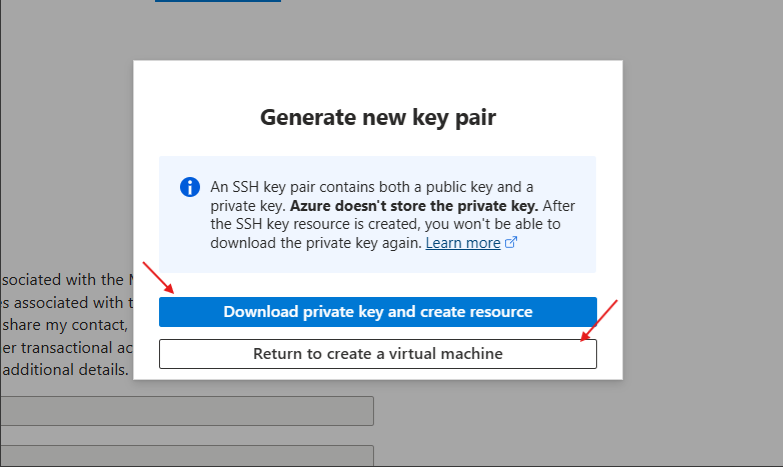 Generate new key pair
An SSH key pair contains both a public key and a
private key. Azure doesn't store the private key. After
the SSH key resource is created, you won't be able to
download the private key again. Learn more
sociated with the
s associated with t
share my contact,
er transactional ac
additional details.
Download private key and create resource
Return to create a virtual machine